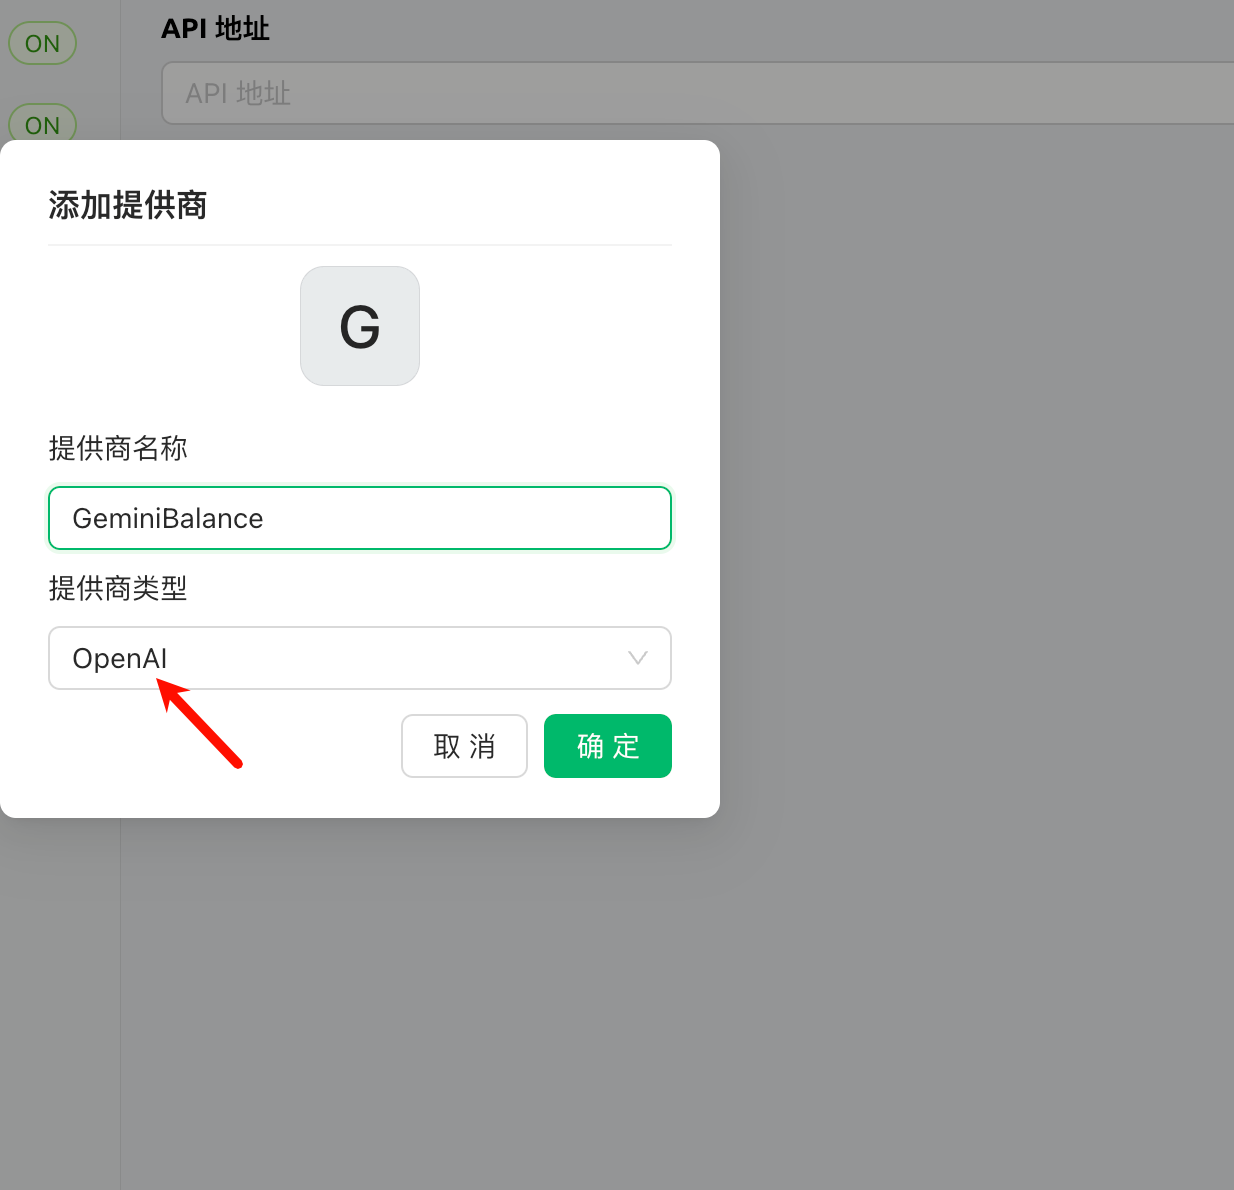 ON
API 地址
API 地址
ON
添加提供商
G
提供商名称
GeminiBalance
提供商类型
OpenAI
取 消
确 定